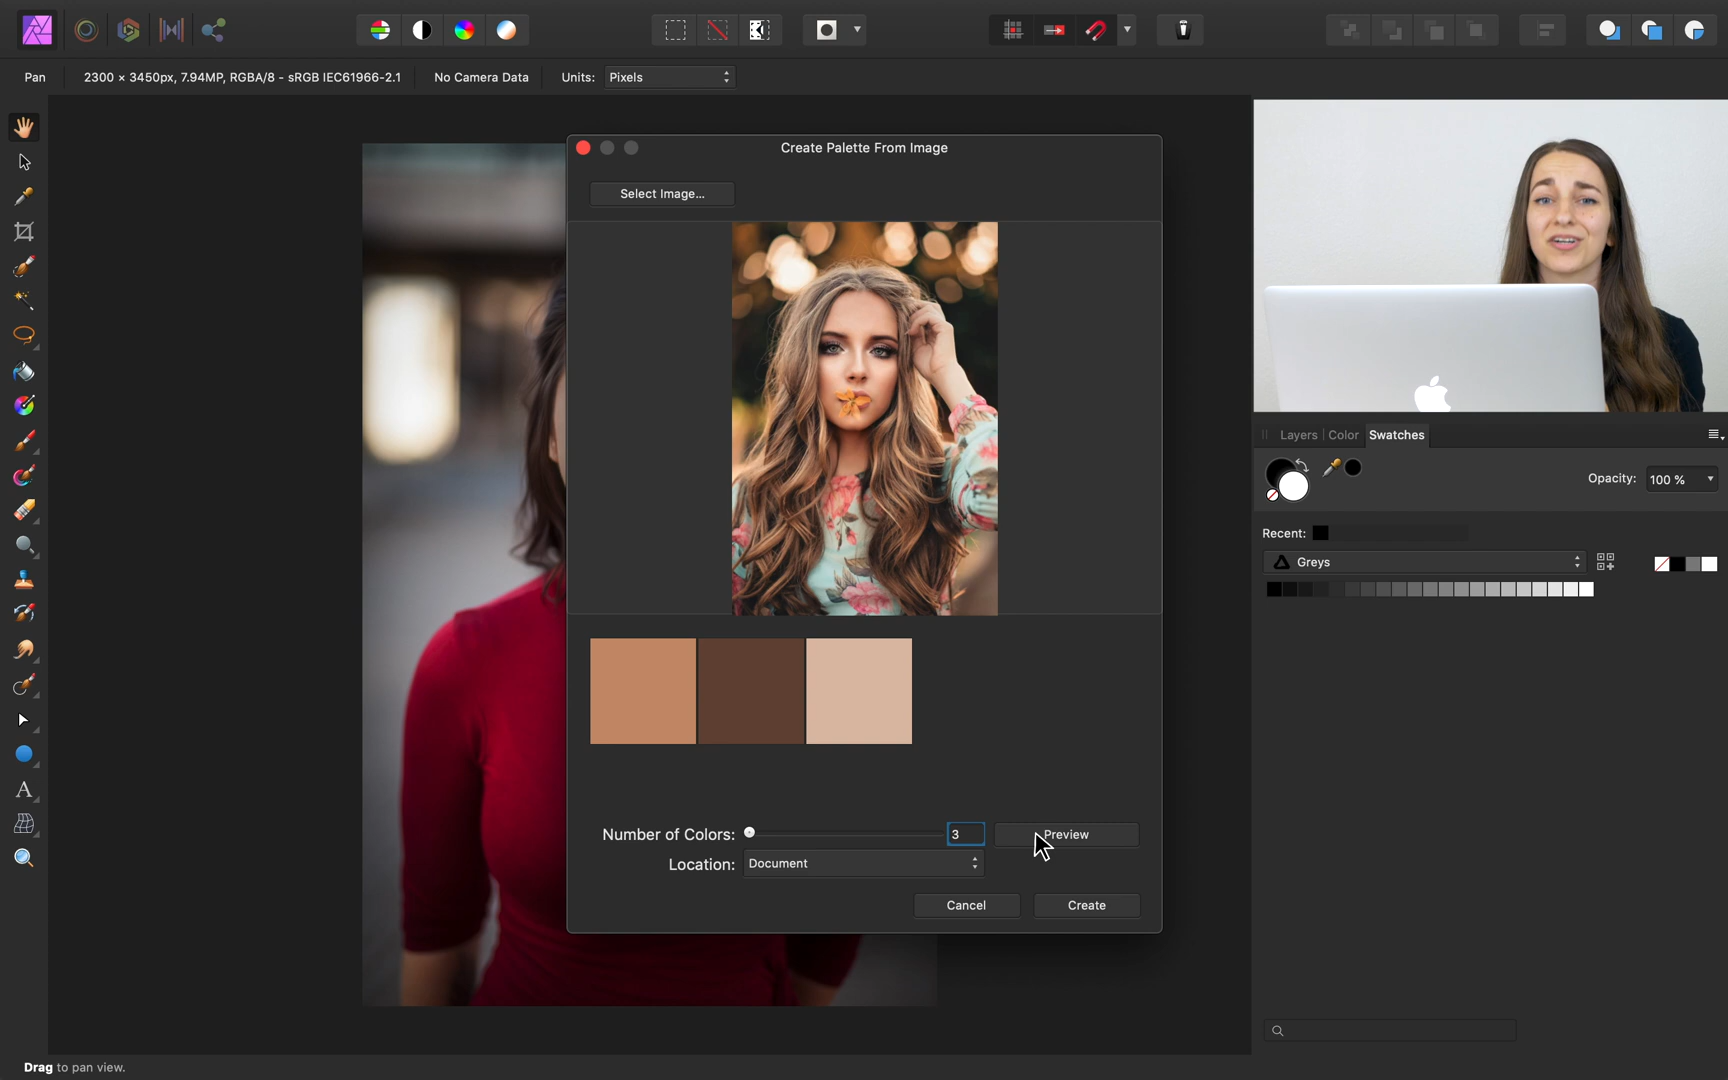 Pan
2300 × 3450px, 7.94MP, RGBA/8 - sRGB IEC61966-2.1
No Camera Data
Units:
Pixels
Create Palette From Image
Select Image...
Layers
Color
Swatches
Opacity:
100 %
Recent:
Greys
Number of Colors:
3
Preview
Location:
Document
Cancel
Create
Drag to pan view.